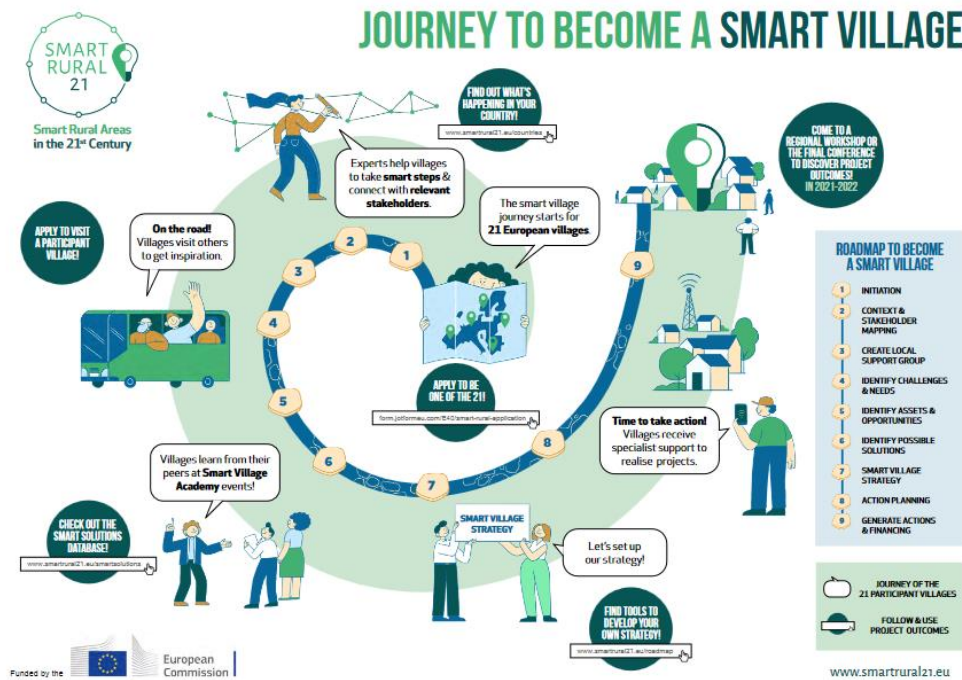 JOURNEY TO BECOME A SMART VILLAGE
SMART
RURAL
21
Smart Rural Areas
in the 21st Century
FIND OUT WHAT'S
HAPPENING IN YOUR
COUNTRY!
www.smartrural21.eu/countries
COME TO A
REGIONAL WORKSHOP OR
THE FINAL CONFERENCE
TO DISCOVER PROJECT
OUTCOMES!
IN 2021-2022
Experts help villages
to take smart steps &
connect with relevant
stakeholders.
The smart village
journey starts for
21 European villages.
APPLY TO VISIT
A PARTICIPANT
VILLAGE!
On the road!
Villages visit others
to get inspiration.
1
2
3
4
5
6
7
8
9
APPLY TO BE
ONE OF THE 21!
form.jotformeu.com/E40/smart-rural-application
Time to take action!
Villages receive
specialist support to
realise projects.
Villages learn from their
peers at Smart Village
Academy events!
CHECK OUT THE
SMART SOLUTIONS
DATABASE!
www.smartrural21.eu/smartsolutions
SMART VILLAGE
STRATEGY
Let's set up
our strategy!
FIND TOOLS TO
DEVELOP YOUR
OWN STRATEGY!
www.smartrural21.eu/roadmap
ROADMAP TO BECOME
A SMART VILLAGE
1 INITIATION
2 CONTEXT &
STAKEHOLDER
MAPPING
3 CREATE LOCAL
SUPPORT GROUP
4 IDENTIFY CHALLENGES
& NEEDS
5 IDENTIFY ASSETS &
OPPORTUNITIES
6 IDENTIFY POSSIBLE
SOLUTIONS
7 SMART VILLAGE
STRATEGY
8 ACTION PLANNING
9 GENERATE ACTIONS
& FINANCING
JOURNEY OF THE
21 PARTICIPANT VILLAGES
FOLLOW & USE
PROJECT OUTCOMES
Funded by the
European
Commission
www.smartrural21.eu